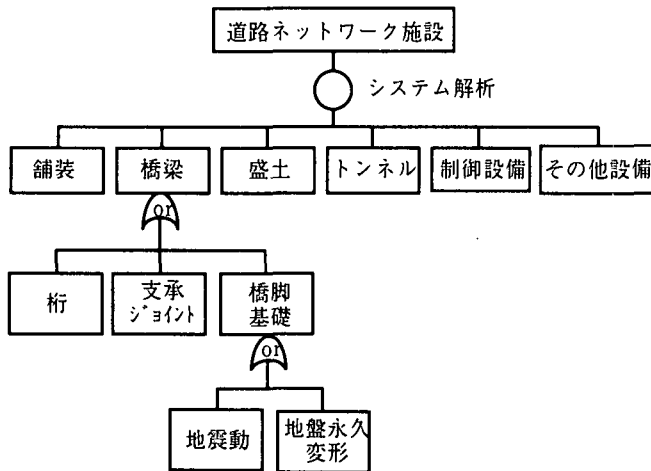 道路ネットワーク施設
システム解析
舗装
橋梁
盛土
トンネル
制御設備
その他設備
or
桁
支承
ジョイント
橋脚
基礎
or
地震動
地盤永久
変形